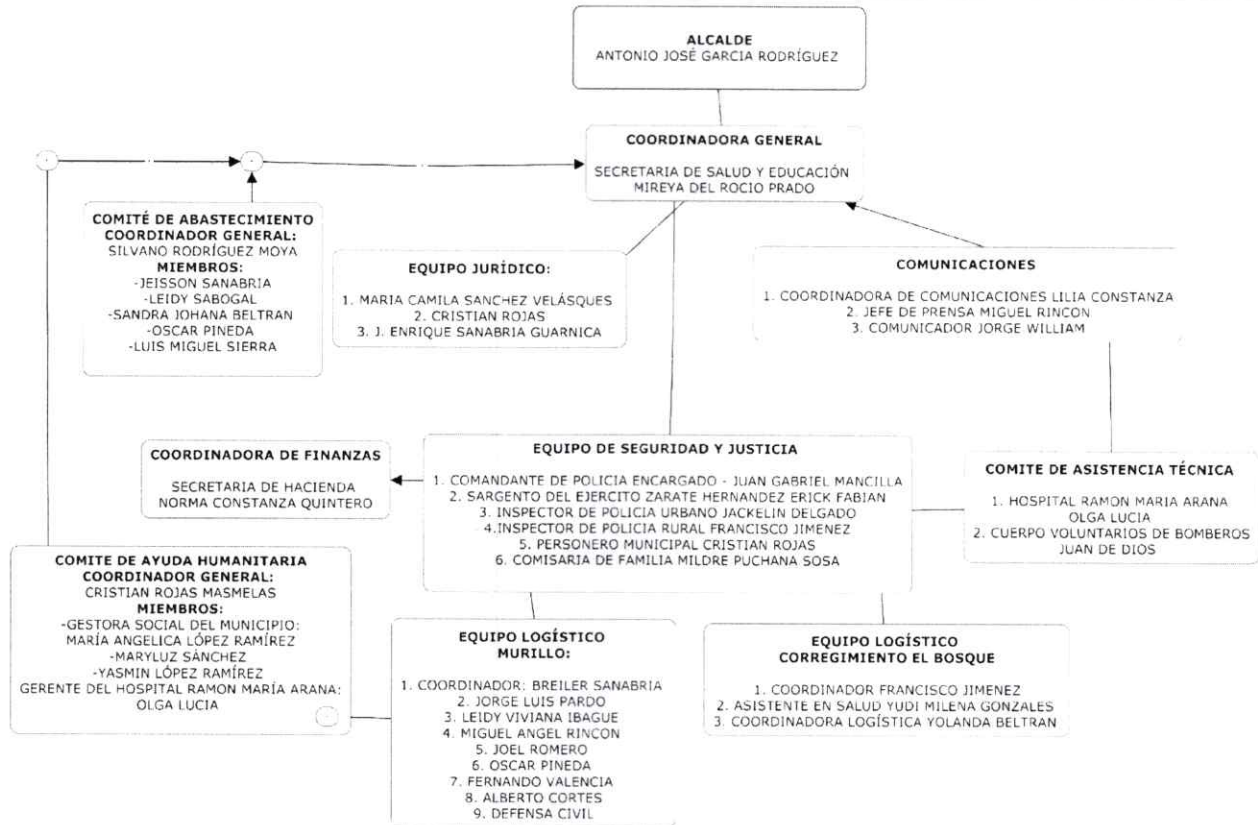 ALCALDE
ANTONIO JOSÉ GARCIA RODRÍGUEZ
COORDINADORA GENERAL
SECRETARIA DE SALUD Y EDUCACIÓN
MIREYA DEL ROCIO PRADO
COMITÉ DE ABASTECIMIENTO
COORDINADOR GENERAL:
SILVANO RODRÍGUEZ MOYA
MIEMBROS:
-JEISSON SANABRIA
-LEIDY SABOGAL
-SANDRA JOHANA BELTRAN
-OSCAR PINEDA
-LUIS MIGUEL SIERRA
EQUIPO JURÍDICO:
1. MARIA CAMILA SANCHEZ VELÁSQUES
2. CRISTIAN ROJAS
3. J. ENRIQUE SANABRIA GUARNICA
COMUNICACIONES
1. COORDINADORA DE COMUNICACIONES LILIA CONSTANZA
2. JEFE DE PRENSA MIGUEL RINCON
3. COMUNICADOR JORGE WILLIAM
COORDINADORA DE FINANZAS
SECRETARIA DE HACIENDA
NORMA CONSTANZA QUINTERO
EQUIPO DE SEGURIDAD Y JUSTICIA
1. COMANDANTE DE POLICIA ENCARGADO - JUAN GABRIEL MANCILLA
2. SARGENTO DEL EJERCITO ZARATE HERNANDEZ ERICK FABIAN
3. INSPECTOR DE POLICIA URBANO JACKELIN DELGADO
4.INSPECTOR DE POLICIA RURAL FRANCISCO JIMENEZ
5. PERSONERO MUNICIPAL CRISTIAN ROJAS
6. COMISARIA DE FAMILIA MILDRE PUCHANA SOSA
COMITE DE ASISTENCIA TÉCNICA
1. HOSPITAL RAMON MARIA ARANA
OLGA LUCIA
2. CUERPO VOLUNTARIOS DE BOMBEROS
JUAN DE DIOS
COMITE DE AYUDA HUMANITARIA
COORDINADOR GENERAL:
CRISTIAN ROJAS MASMELAS
MIEMBROS:
-GESTORA SOCIAL DEL MUNICIPIO:
MARÍA ANGELICA LÓPEZ RAMÍREZ
-MARYLUZ SÁNCHEZ
-YASMIN LÓPEZ RAMÍREZ
GERENTE DEL HOSPITAL RAMON MARÍA ARANA:
OLGA LUCIA
EQUIPO LOGÍSTICO
MURILLO:
1. COORDINADOR: BREILER SANABRIA
2. JORGE LUIS PARDO
3. LEIDY VIVIANA IBAGUE
4. MIGUEL ANGEL RINCON
5. JOEL ROMERO
6. OSCAR PINEDA
7. FERNANDO VALENCIA
8. ALBERTO CORTES
9. DEFENSA CIVIL
EQUIPO LOGÍSTICO
CORREGIMIENTO EL BOSQUE
1. COORDINADOR FRANCISCO JIMENEZ
2. ASISTENTE EN SALUD YUDI MILENA GONZALES
3. COORDINADORA LOGÍSTICA YOLANDA BELTRAN